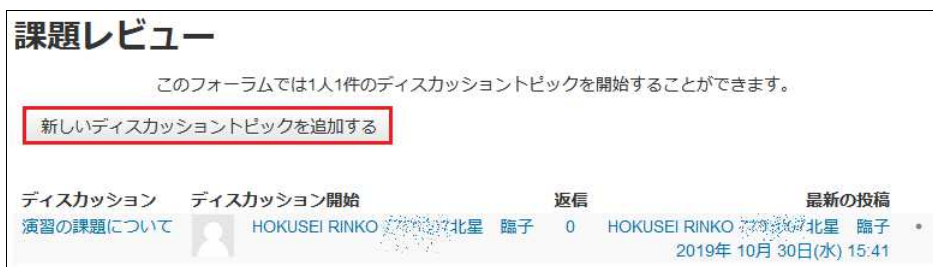 課題レビュー
このフォーラムでは1人1件のディスカッショントピックを開始することができます。
新しいディスカッショントピックを追加する
ディスカッション ディスカッション開始 返信 最新の投稿
演習の課題について HOKUSEI RINKO 北星 臨子 0 HOKUSEI RINKO 北星 臨子
2019年 10月 30日(水) 15:41